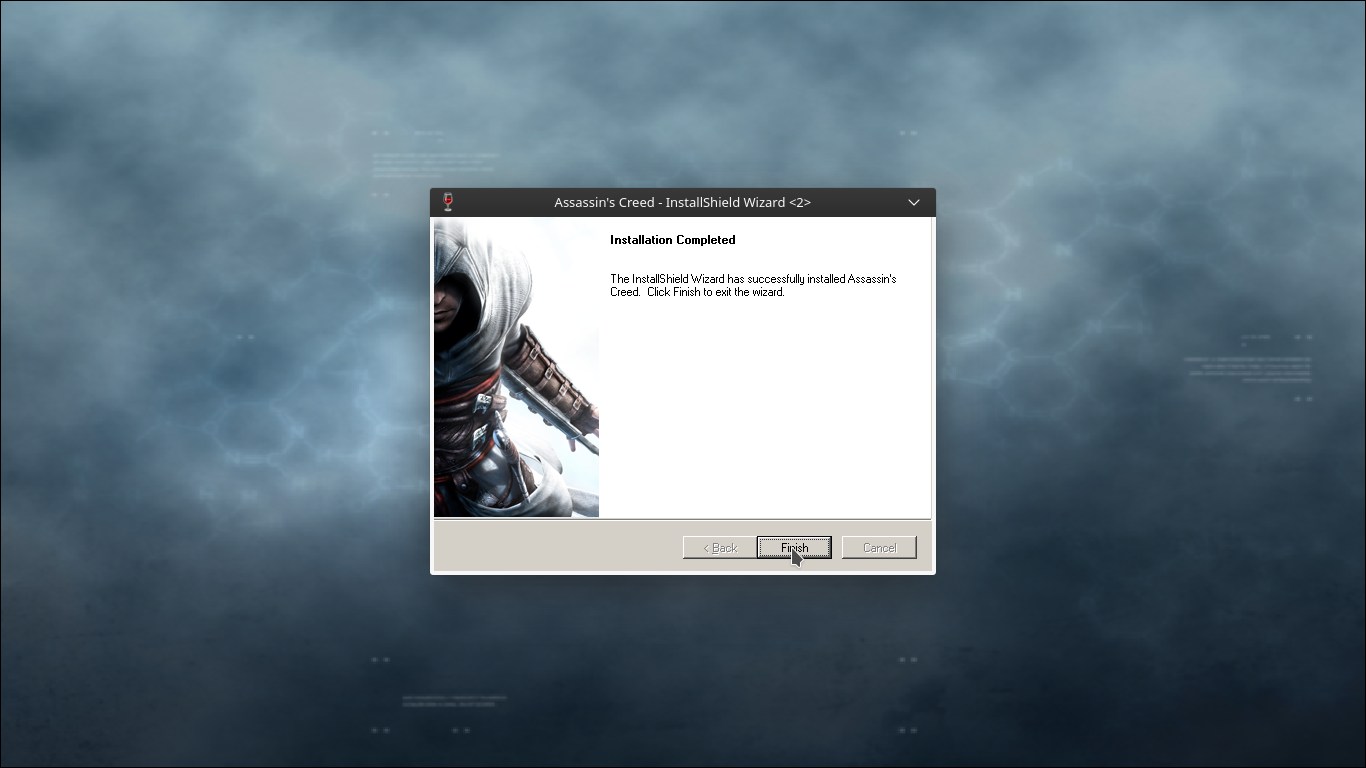 Assassin's Creed - InstallShield Wizard <2>
Installation Completed
The InstallShield Wizard has successfully installed Assassin's
Creed.  Click Finish to exit the wizard.
< Back
Finish
Cancel